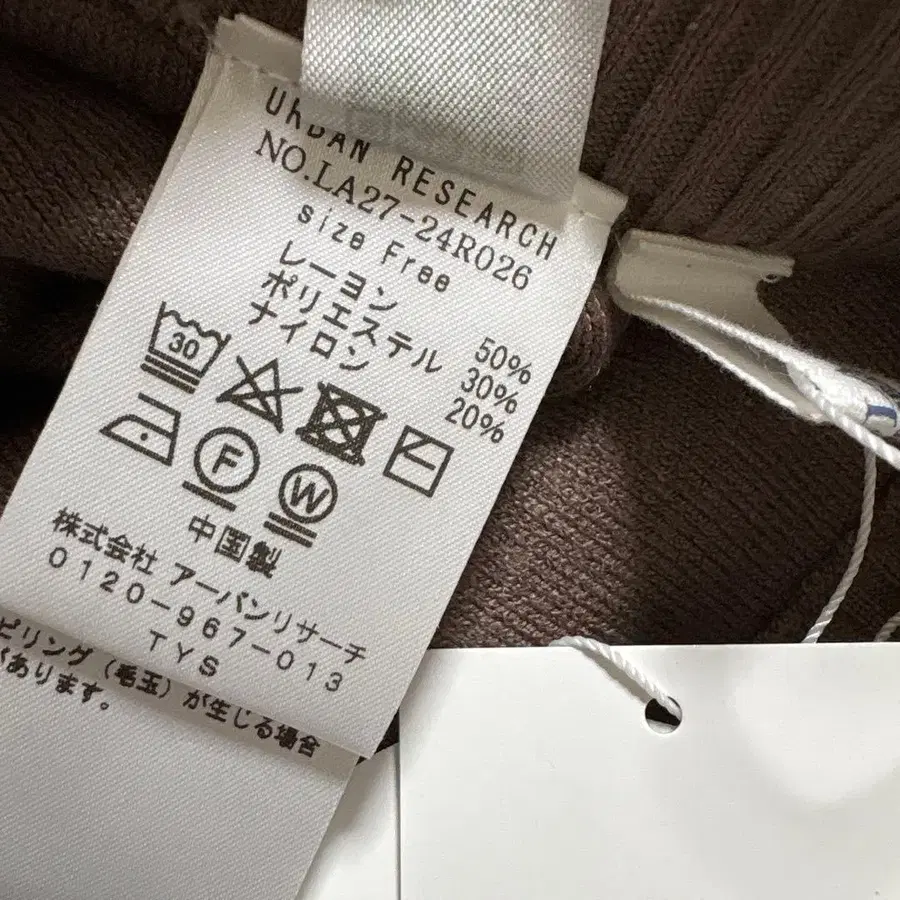 URBAN RESEARCH
NO.LA27-24R026
size Free
レーヨン 50%
ポリエステル 30%
ナイロン 20%
30
F
W
中国製
株式会社 アーバンリサーチ
0120-967-013
TYS
ピリング（毛玉）が生じる場合
があります。